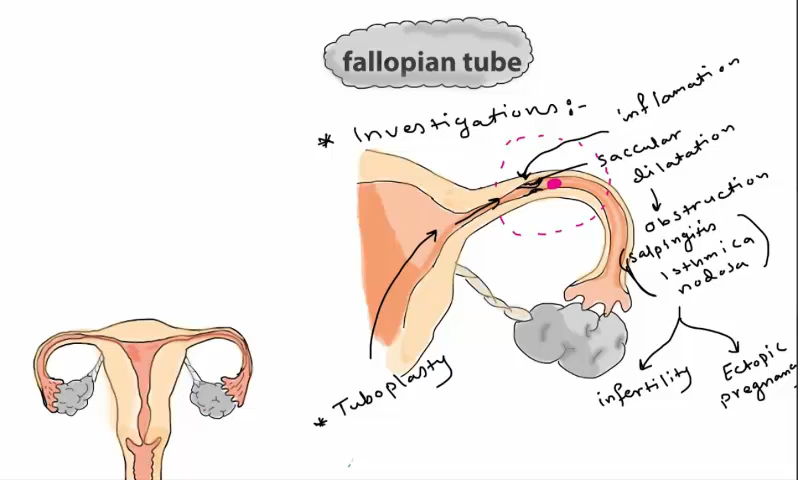 fallopian tube
* Investigations:-
inflamation
saccular
dilatation
obstruction
salpingitis
isthmica
nodosa
infertility
Ectopic
pregnancy
* Tuboplasty